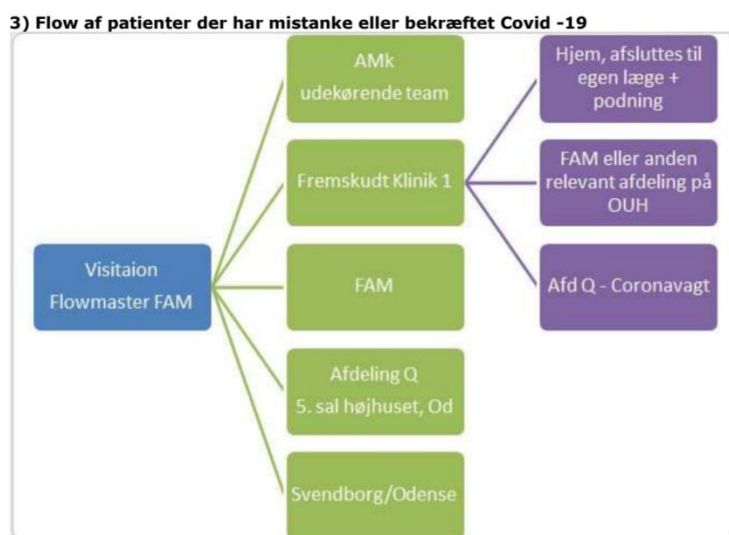 3) Flow af patienter der har mistanke eller bekræftet Covid -19
Visitaion
Flowmaster FAM
AMk
udekørende team
Fremskudt Klinik 1
FAM
Afdeling Q
5. sal højhuset, Od
Svendborg/Odense
Hjem, afsluttes til
egen læge +
podning
FAM eller anden
relevant afdeling på
OUH
Afd Q - Coronavagt